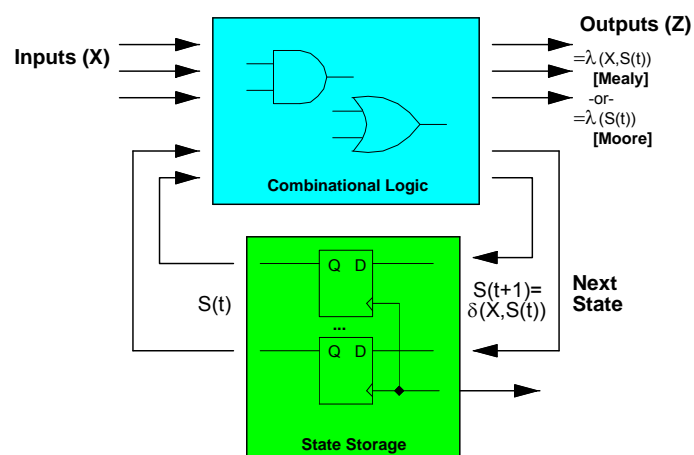 Outputs (Z)
Inputs (X)
=λ(X,S(t))
[Mealy]
-or-
=λ(S(t))
[Moore]
Combinational Logic
Q D
S(t)
S(t+1)=
δ(X,S(t))
Next
State
...
Q D
State Storage